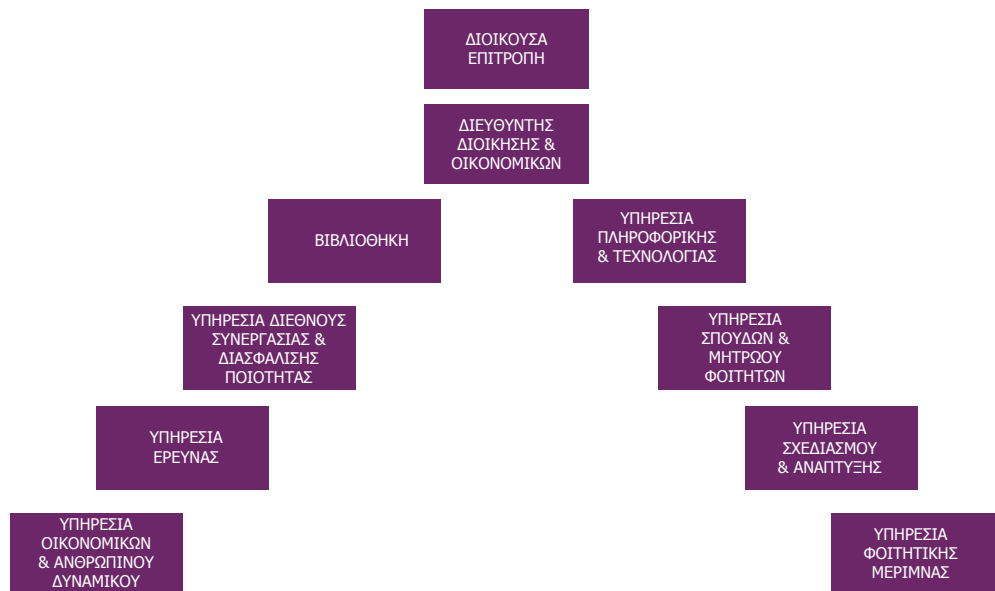 ΔΙΟΙΚΟΥΣΑ
ΕΠΙΤΡΟΠΗ
ΔΙΕΥΘΥΝΤΗΣ
ΔΙΟΙΚΗΣΗΣ &
ΟΙΚΟΝΟΜΙΚΩΝ
ΒΙΒΛΙΟΘΗΚΗ
ΥΠΗΡΕΣΙΑ
ΠΛΗΡΟΦΟΡΙΚΗΣ
& ΤΕΧΝΟΛΟΓΙΑΣ
ΥΠΗΡΕΣΙΑ ΔΙΕΘΝΟΥΣ
ΣΥΝΕΡΓΑΣΙΑΣ &
ΔΙΑΣΦΑΛΙΣΗΣ
ΠΟΙΟΤΗΤΑΣ
ΥΠΗΡΕΣΙΑ
ΣΠΟΥΔΩΝ &
ΜΗΤΡΩΟΥ
ΦΟΙΤΗΤΩΝ
ΥΠΗΡΕΣΙΑ
ΕΡΕΥΝΑΣ
ΥΠΗΡΕΣΙΑ
ΣΧΕΔΙΑΣΜΟΥ
& ΑΝΑΠΤΥΞΗΣ
ΥΠΗΡΕΣΙΑ
ΟΙΚΟΝΟΜΙΚΩΝ
& ΑΝΘΡΩΠΙΝΟΥ
ΔΥΝΑΜΙΚΟΥ
ΥΠΗΡΕΣΙΑ
ΦΟΙΤΗΤΙΚΗΣ
ΜΕΡΙΜΝΑΣ